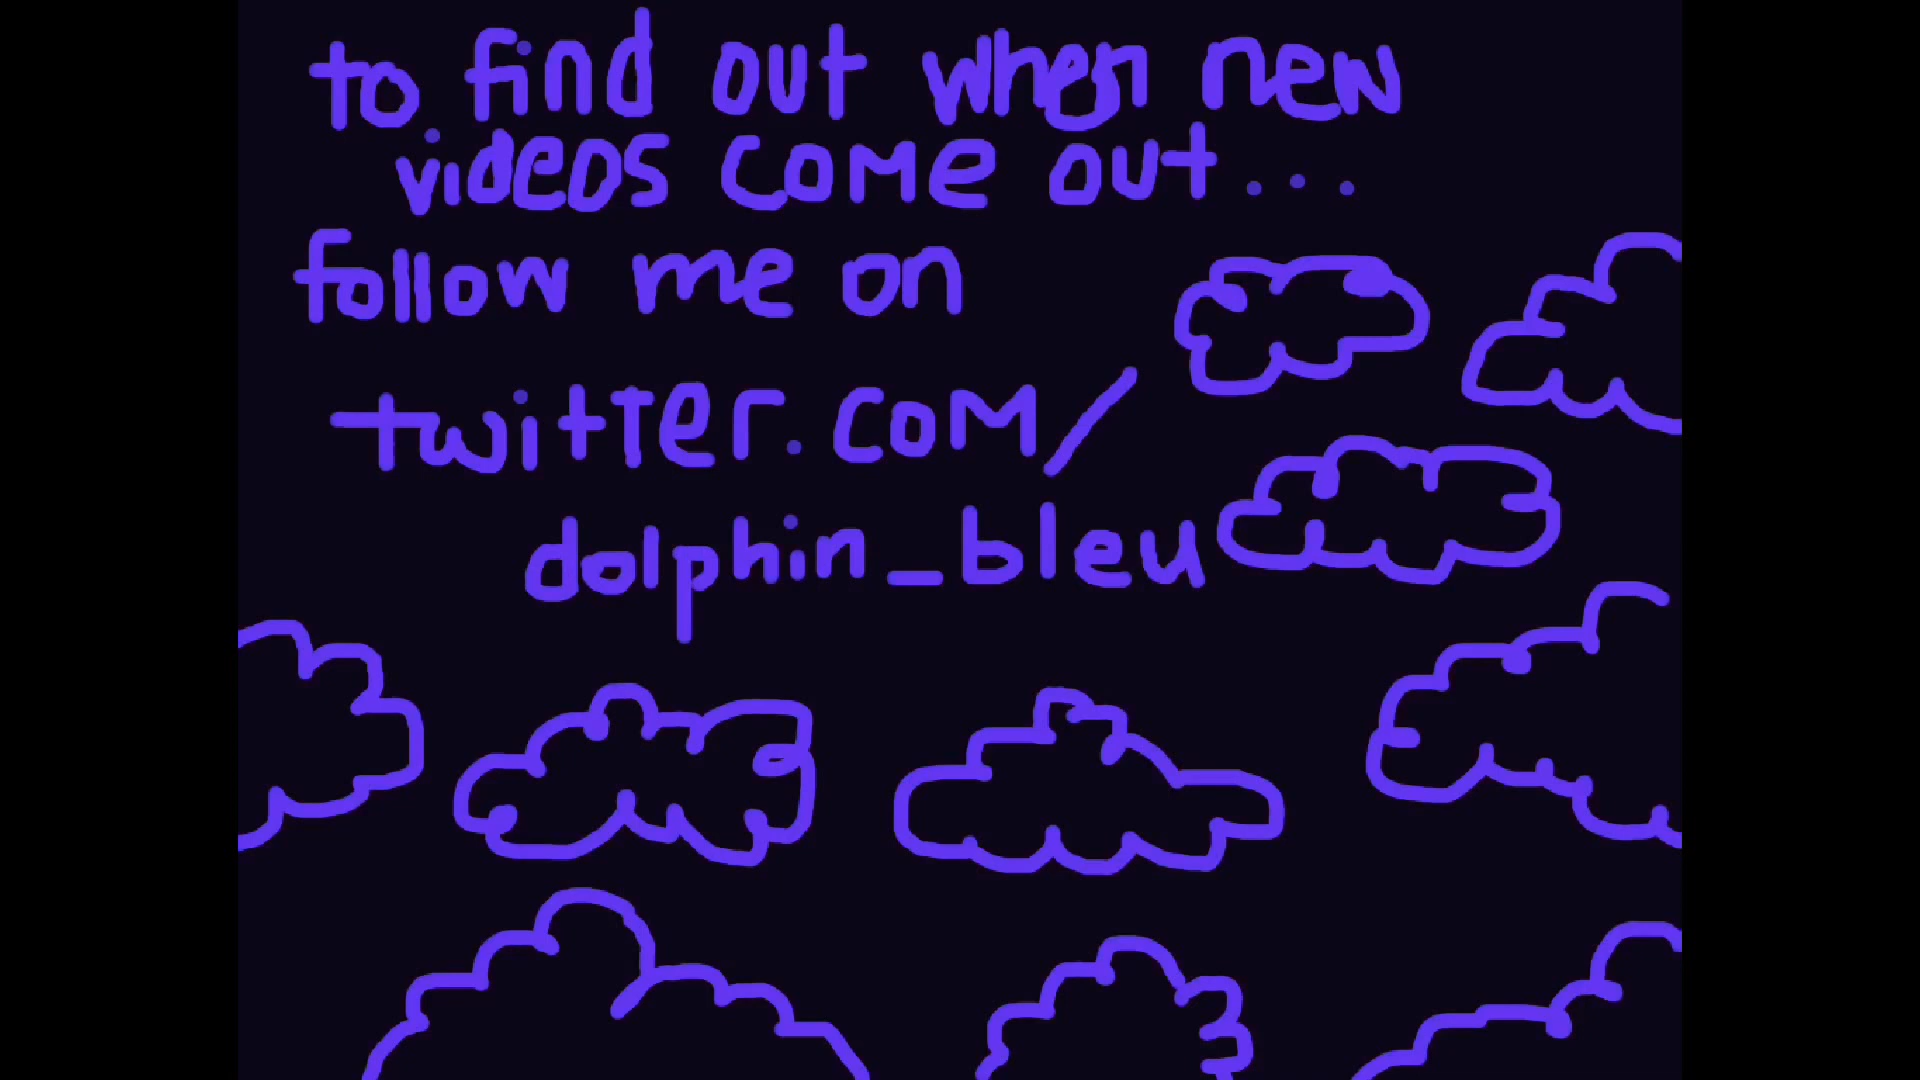 to find out when new
videos come out...
follow me on
twitter.com/
dolphin_bleu